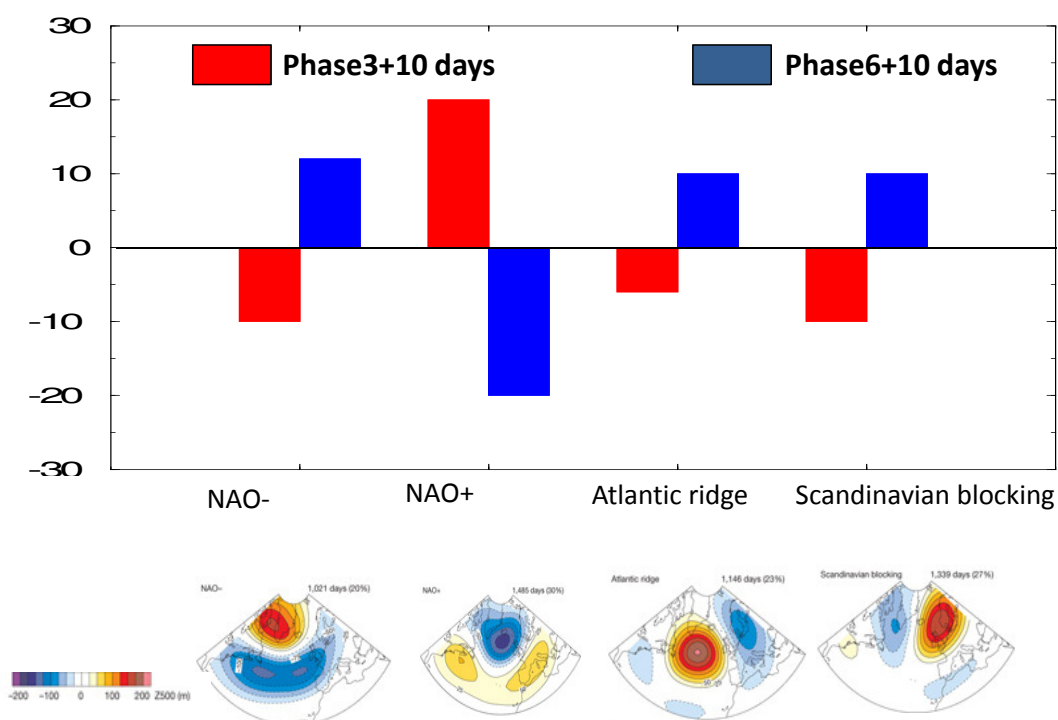 30
Phase3+10 days
Phase6+10 days
20
10
0
-10
-20
-30
NAO-
NAO+
Atlantic ridge
Scandinavian blocking
NAO–
1,021 days (20%)
NAO+
1,485 days (30%)
Atlantic ridge
1,146 days (23%)
Scandinavian blocking
1,339 days (27%)
-200 -100 0 100 200 Z500 (m)